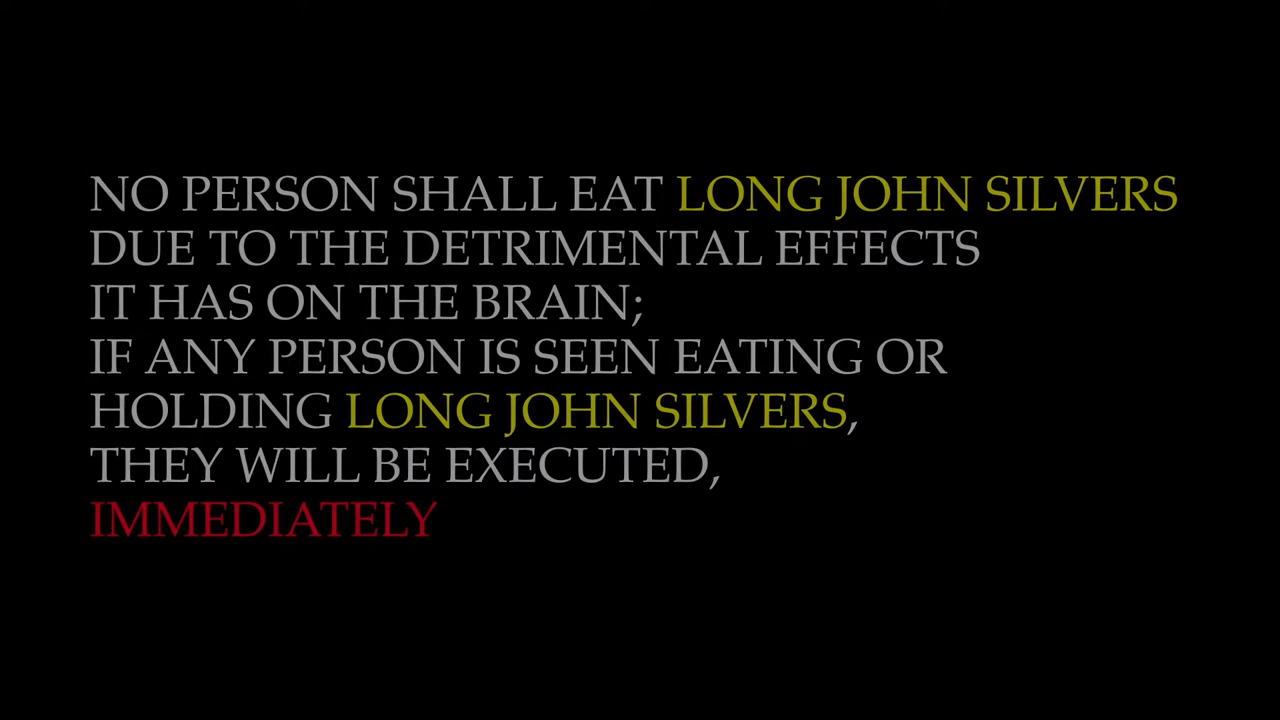 NO PERSON SHALL EAT LONG JOHN SILVERS
DUE TO THE DETRIMENTAL EFFECTS
IT HAS ON THE BRAIN;
IF ANY PERSON IS SEEN EATING OR
HOLDING LONG JOHN SILVERS,
THEY WILL BE EXECUTED,
IMMEDIATELY